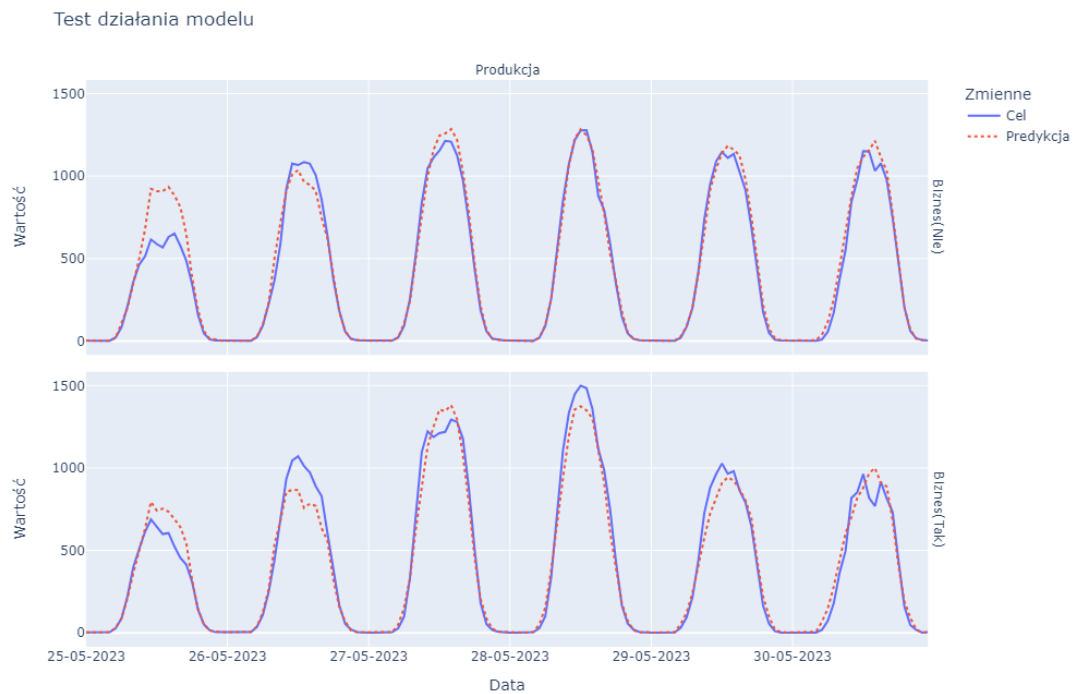 Test działania modelu
Produkcja
Zmienne
Cel
Predykcja
1500
1000
500
0
Wartość
BIznes(Nie)
1500
1000
500
0
Wartość
BIznes(Tak)
25-05-2023
26-05-2023
27-05-2023
28-05-2023
29-05-2023
30-05-2023
Data